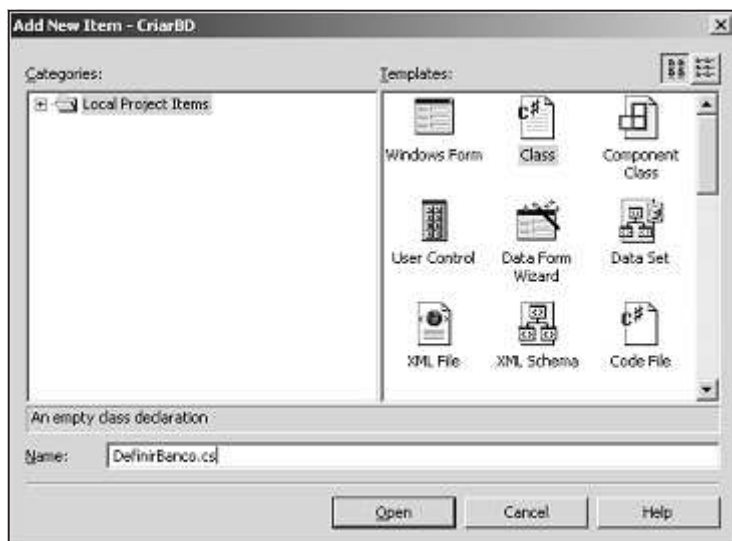 Add New Item - CriarBD
Categories:
Templates:
Local Project Items
Windows Form
Class
Component
Class
User Control
Data Form
Wizard
Data Set
XML File
XML Schema
Code File
An empty class declaration
Name:
DefinirBanco.cs
Open
Cancel
Help